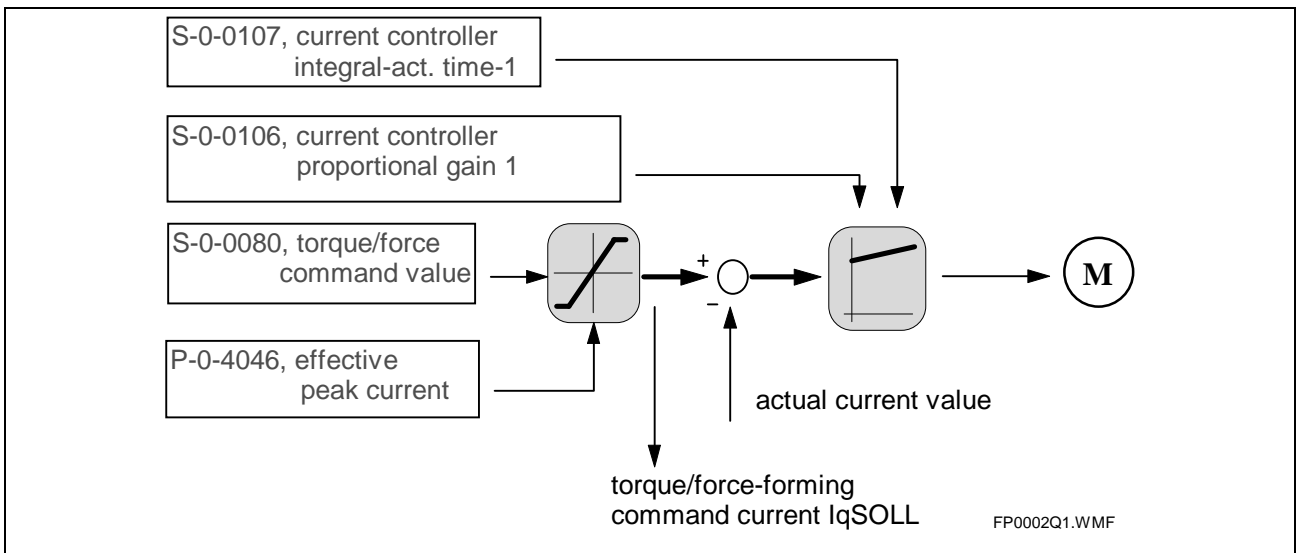 S-0-0107, current controller
integral-act. time-1
S-0-0106, current controller
proportional gain 1
S-0-0080, torque/force
command value
P-0-4046, effective
peak current
+
−
M
actual current value
torque/force-forming
command current IqSOLL
FP0002Q1.WMF